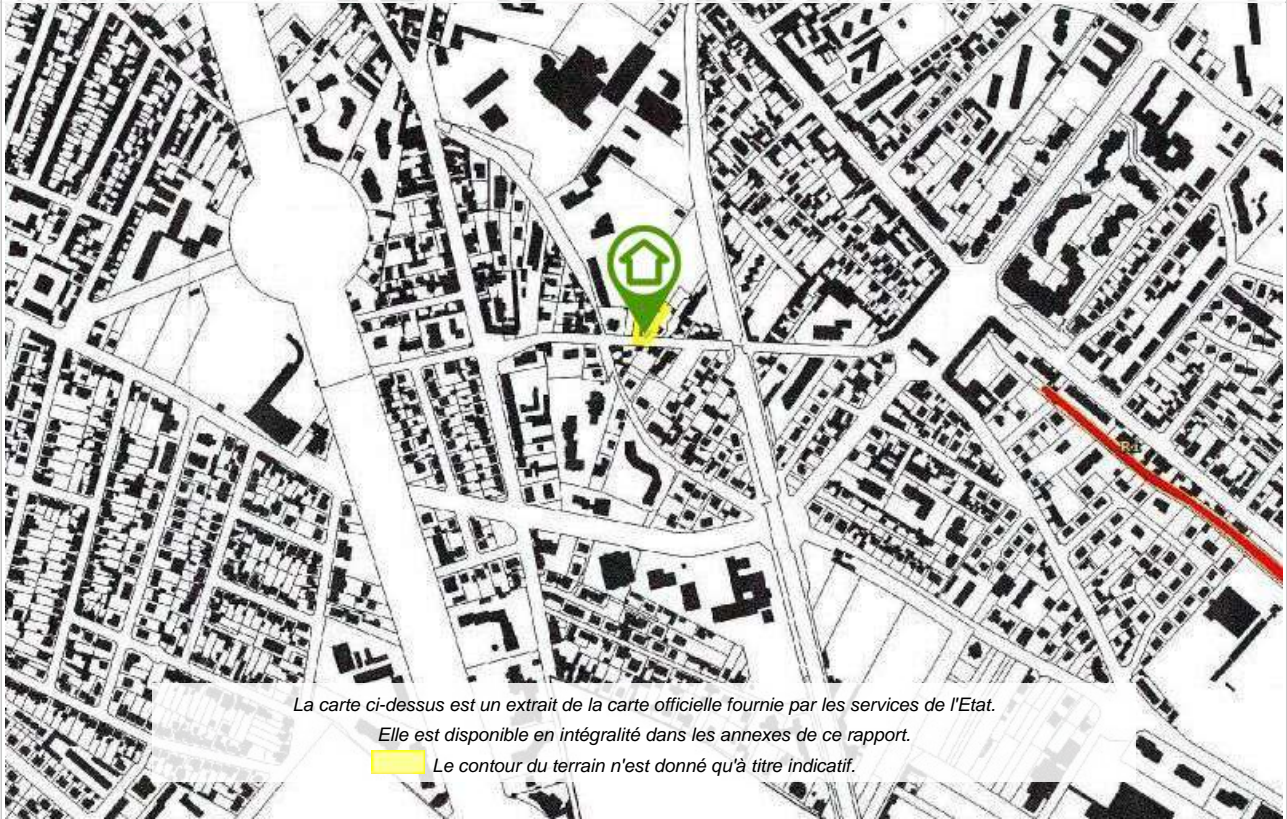 La carte ci-dessus est un extrait de la carte officielle fournie par les services de l'Etat.
Elle est disponible en intégralité dans les annexes de ce rapport.
Le contour du terrain n'est donné qu'à titre indicatif.